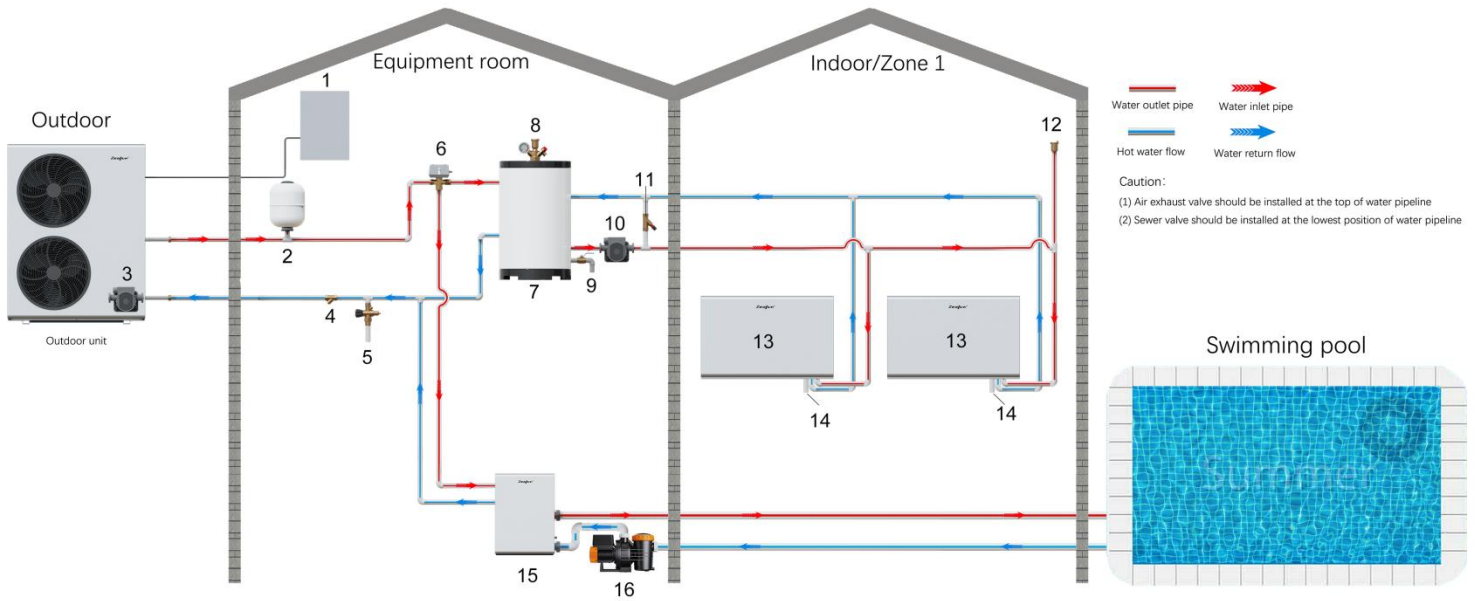 Equipment room
Indoor/Zone 1
Outdoor
1
2
3
4
5
6
7
8
9
10
11
12
13
13
14
14
15
16
Outdoor unit
Water outlet pipe
Water inlet pipe
Hot water flow
Water return flow
Caution:
(1) Air exhaust valve should be installed at the top of water pipeline
(2) Sewer valve should be installed at the lowest position of water pipeline
Swimming pool
Summer